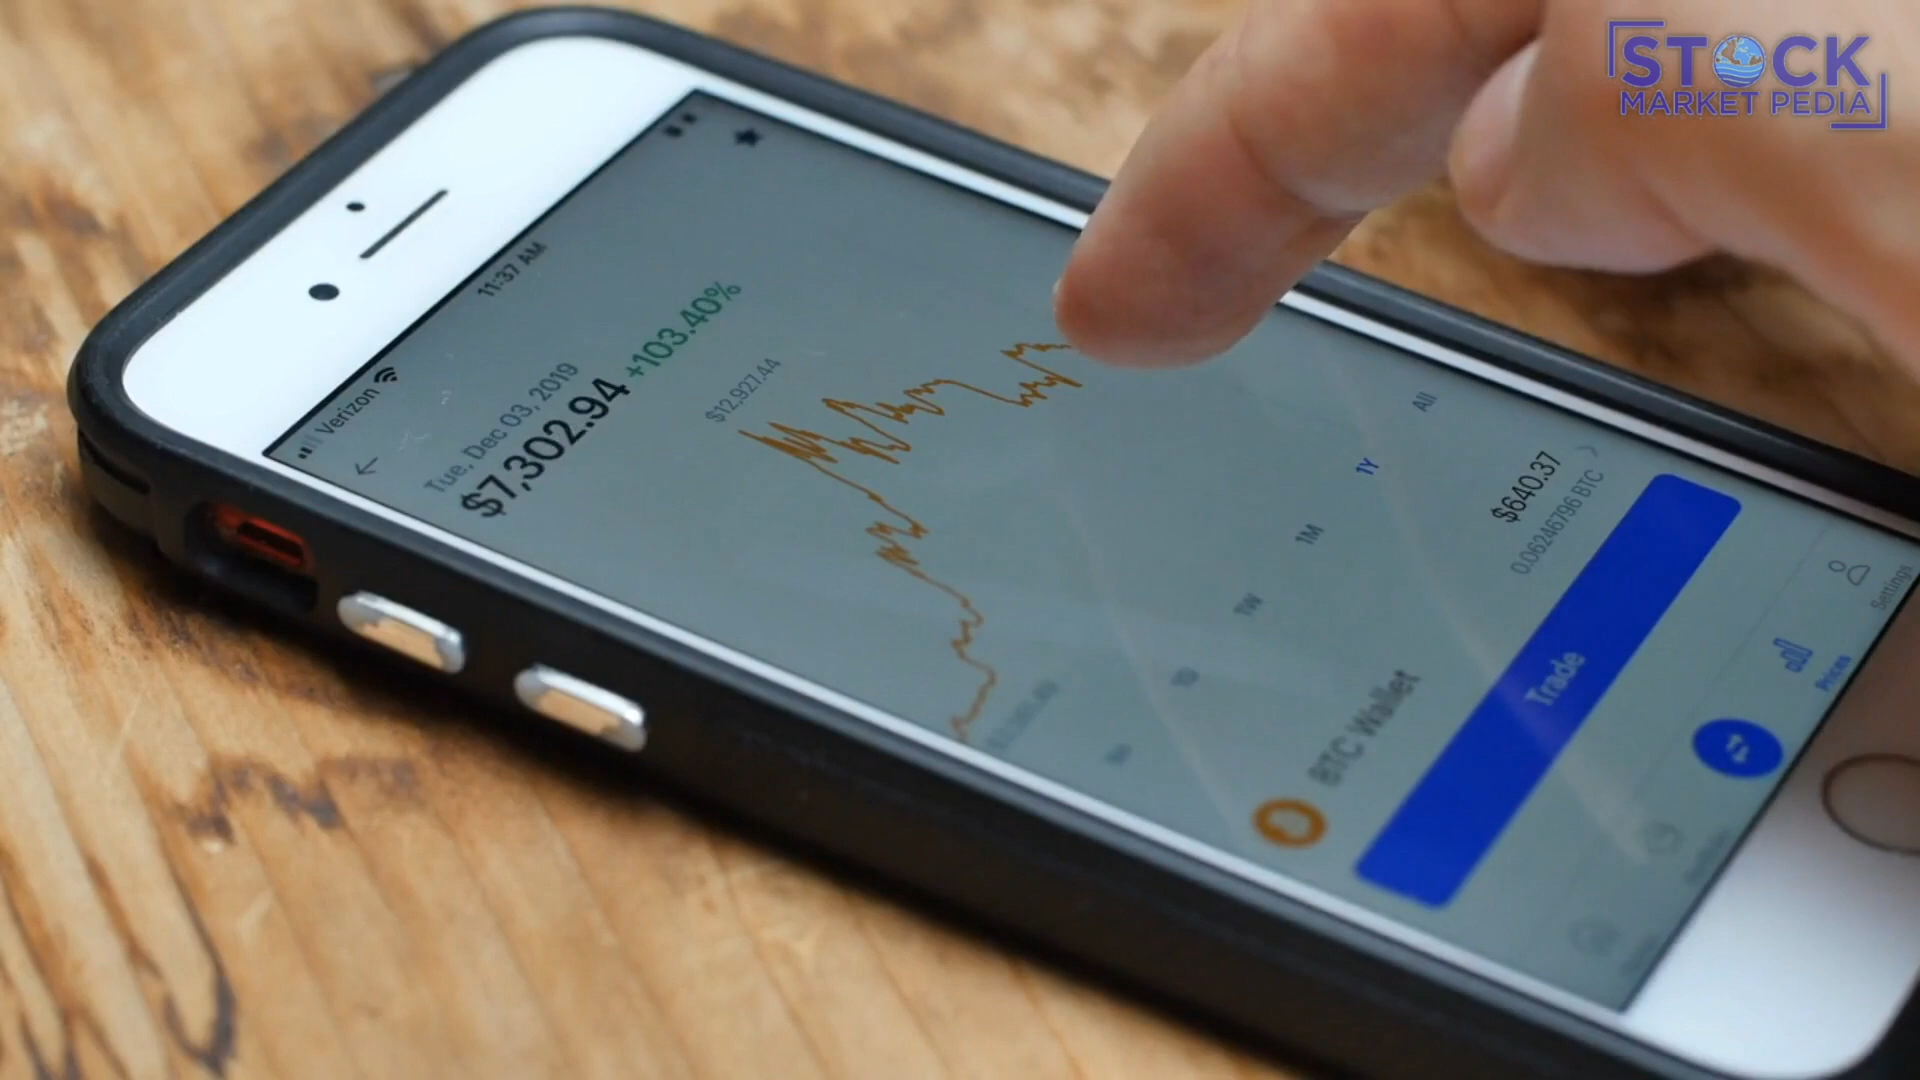 STOCK
MARKET PEDIA
Verizon 11:37 AM
Tue, Dec 03, 2019
$7,302.94 +103.40%
$12,927.44
1W 1M 1Y All
BTC Wallet $640.37
0.06246796 BTC
Trade
Prices Settings